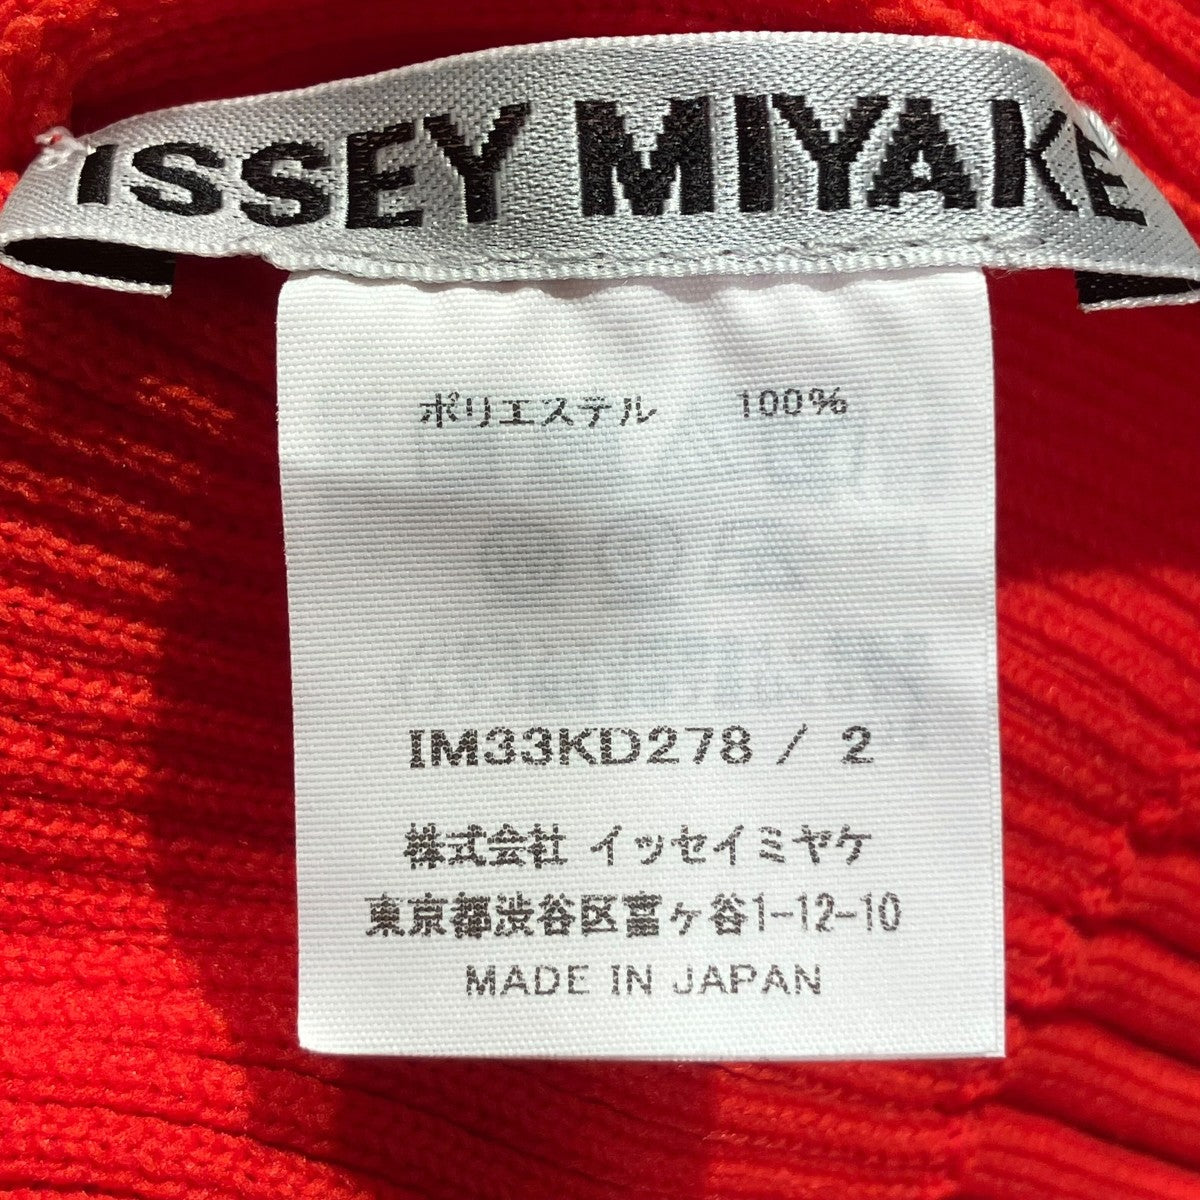 ISSEY MIYAKE
ポリエステル 100%
IM33KD278 / 2
株式会社 イッセイミヤケ
東京都渋谷区富ヶ谷1-12-10
MADE IN JAPAN